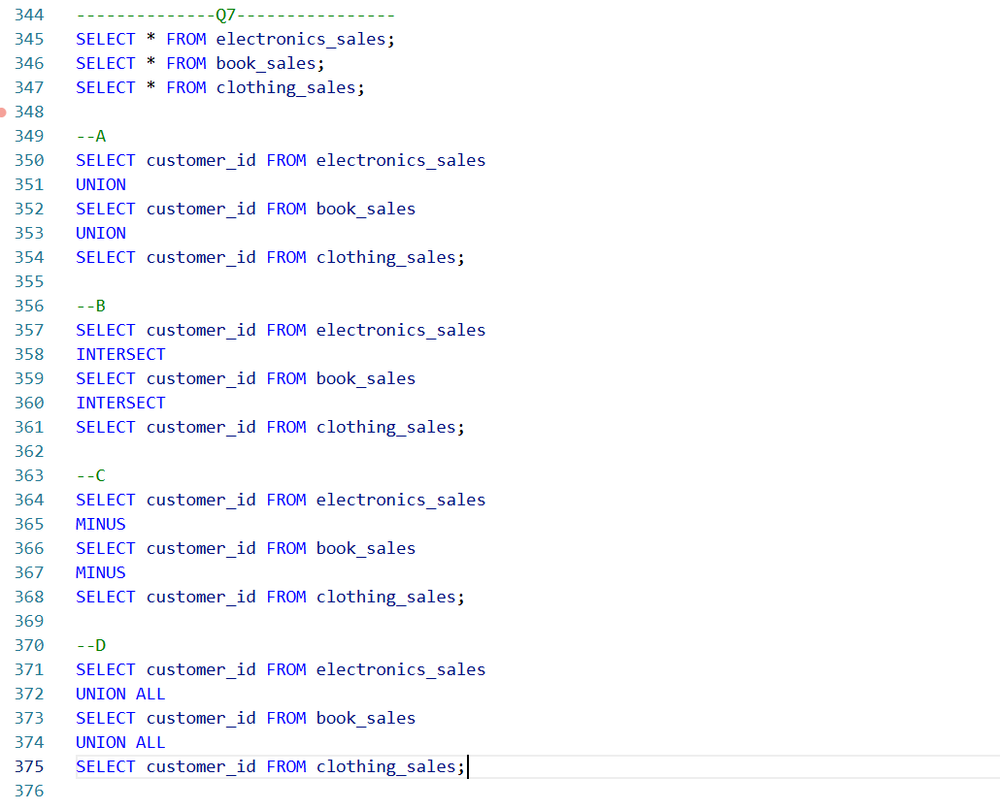 344 --------------Q7----------------
345 SELECT * FROM electronics_sales;
346 SELECT * FROM book_sales;
347 SELECT * FROM clothing_sales;
348
349 --A
350 SELECT customer_id FROM electronics_sales
351 UNION
352 SELECT customer_id FROM book_sales
353 UNION
354 SELECT customer_id FROM clothing_sales;
355
356 --B
357 SELECT customer_id FROM electronics_sales
358 INTERSECT
359 SELECT customer_id FROM book_sales
360 INTERSECT
361 SELECT customer_id FROM clothing_sales;
362
363 --C
364 SELECT customer_id FROM electronics_sales
365 MINUS
366 SELECT customer_id FROM book_sales
367 MINUS
368 SELECT customer_id FROM clothing_sales;
369
370 --D
371 SELECT customer_id FROM electronics_sales
372 UNION ALL
373 SELECT customer_id FROM book_sales
374 UNION ALL
375 SELECT customer_id FROM clothing_sales;
376